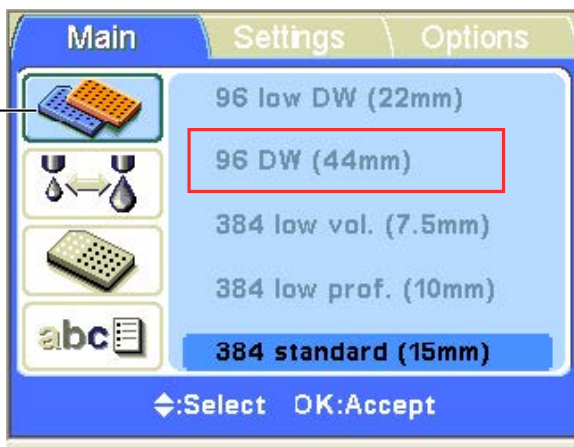 Main Settings Options
96 low DW (22mm)
96 DW (44mm)
384 low vol. (7.5mm)
384 low prof. (10mm)
abc
384 standard (15mm)
:Select OK:Accept